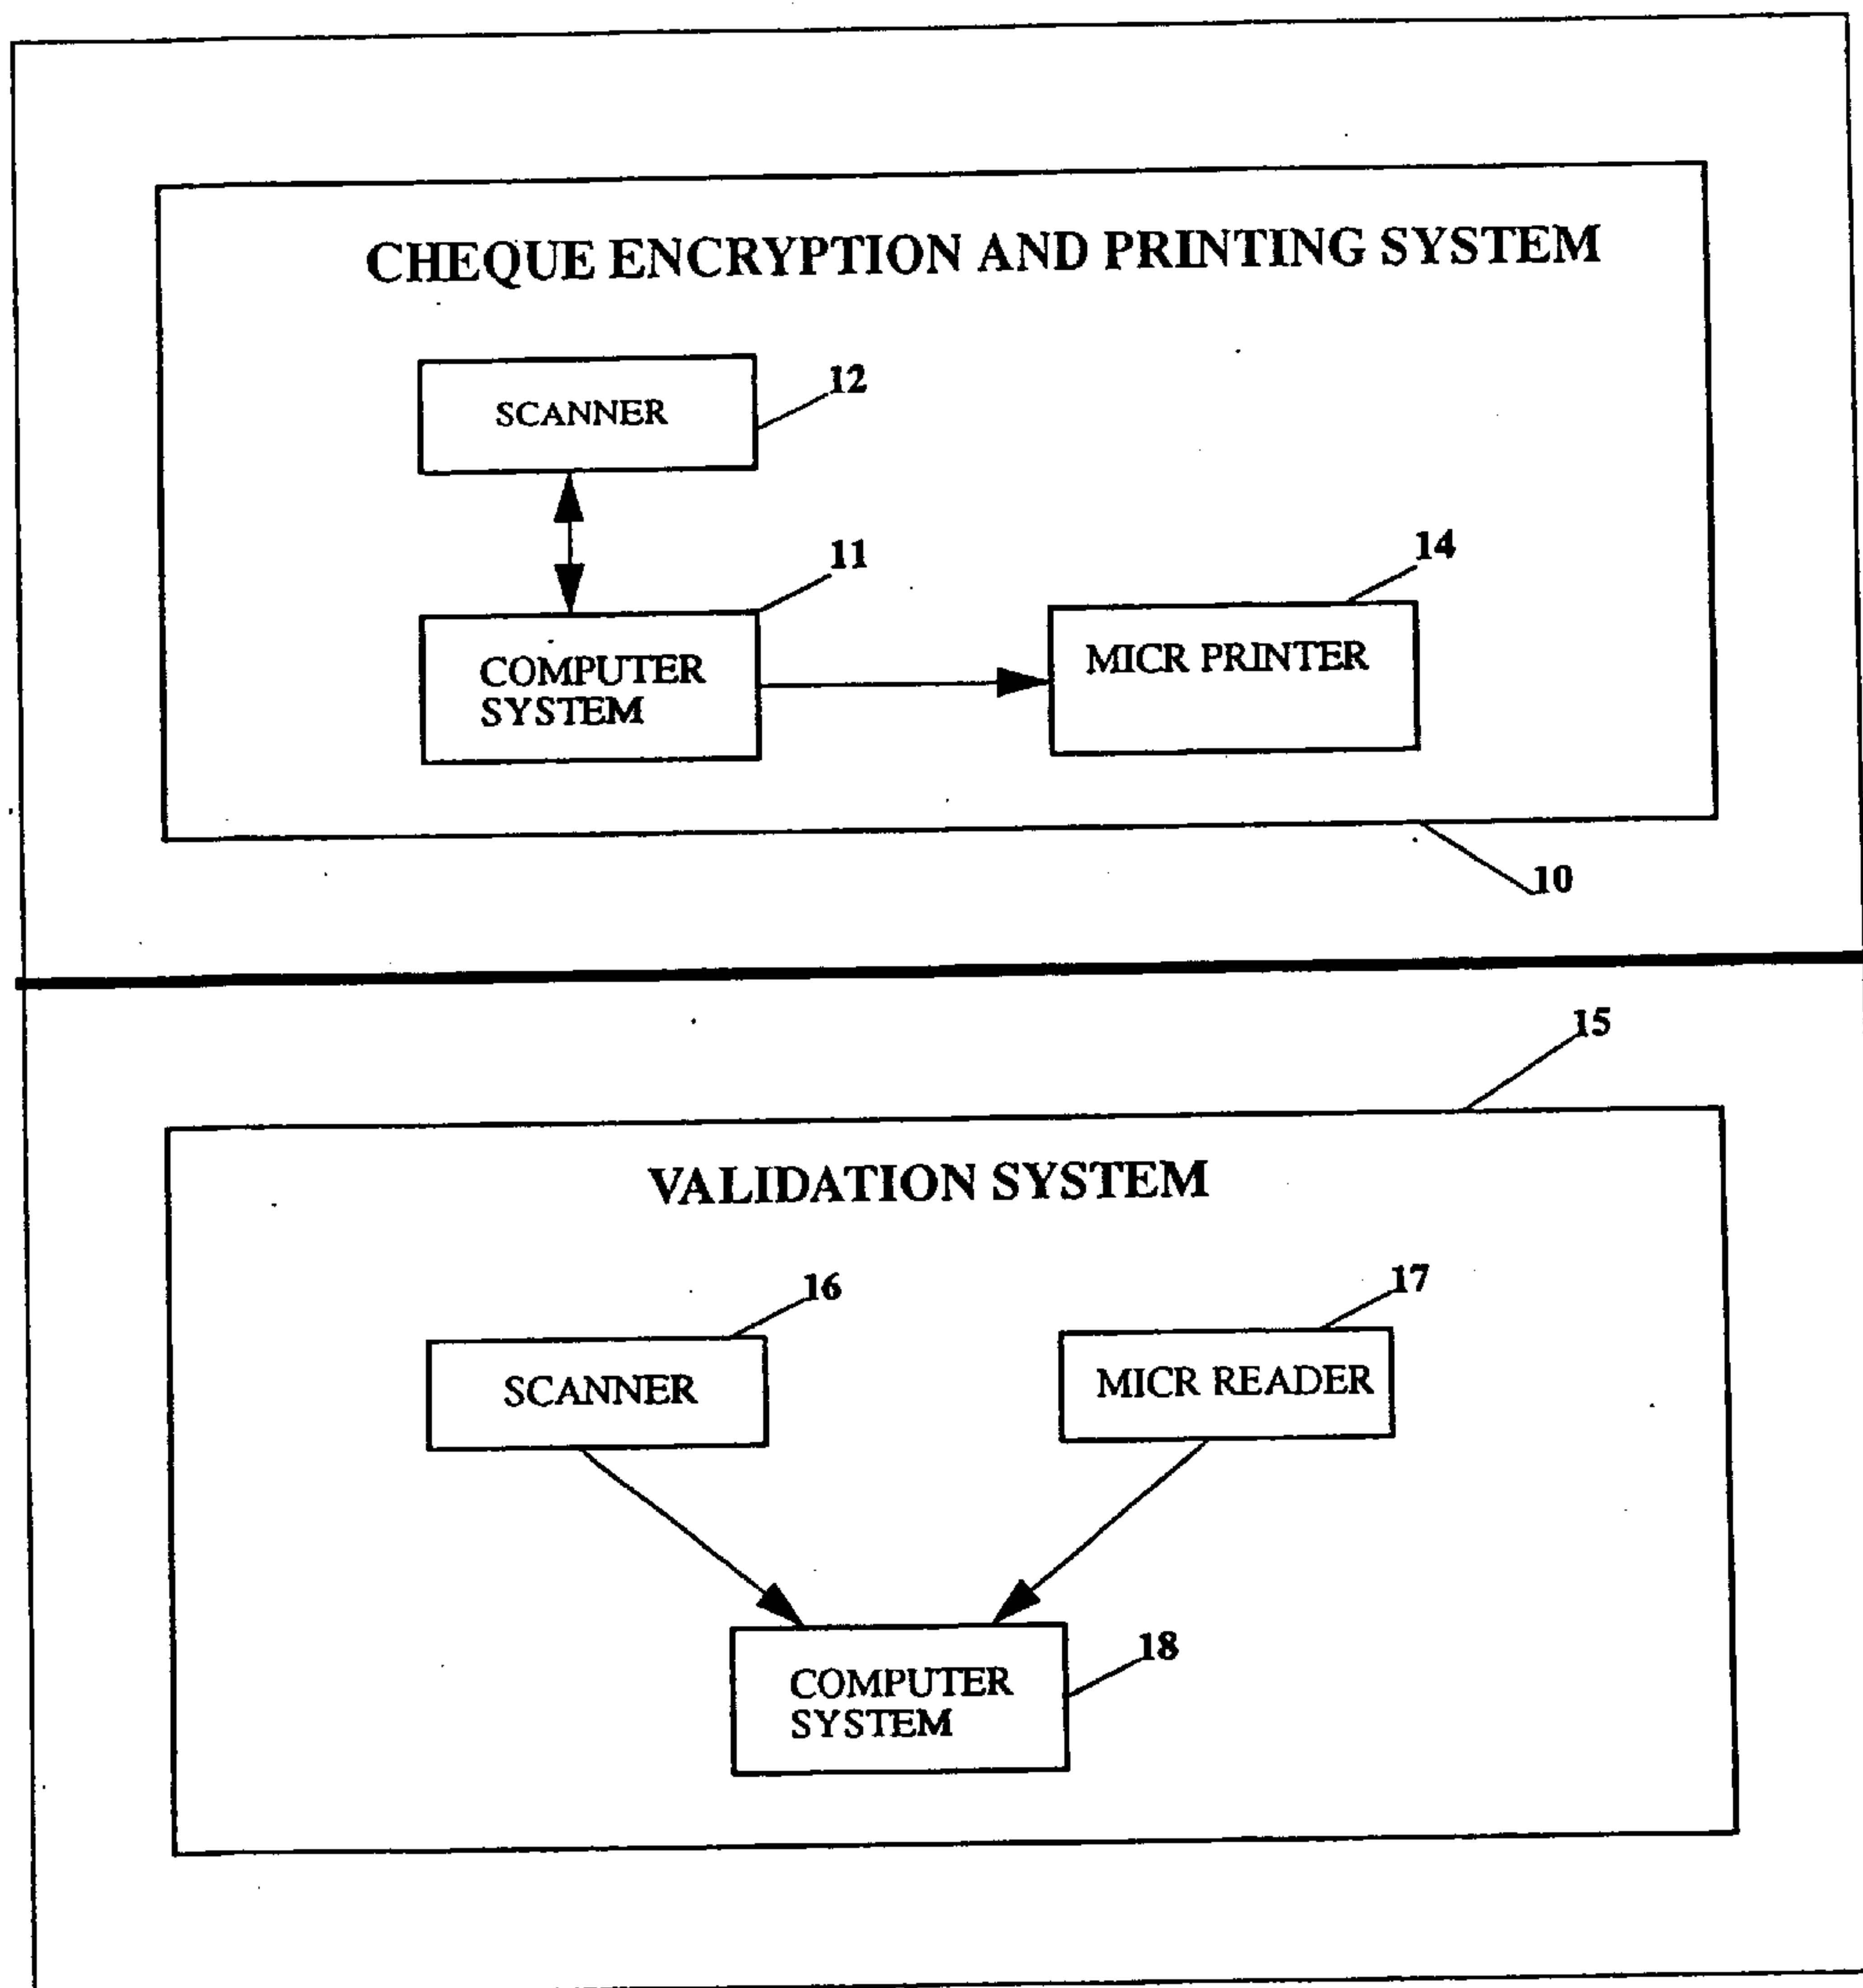 CHEQUE ENCRYPTION AND PRINTING SYSTEM
12
SCANNER
11
14
COMPUTER
SYSTEM
MICR PRINTER
10
15
VALIDATION SYSTEM
16
17
SCANNER
MICR READER
18
COMPUTER
SYSTEM